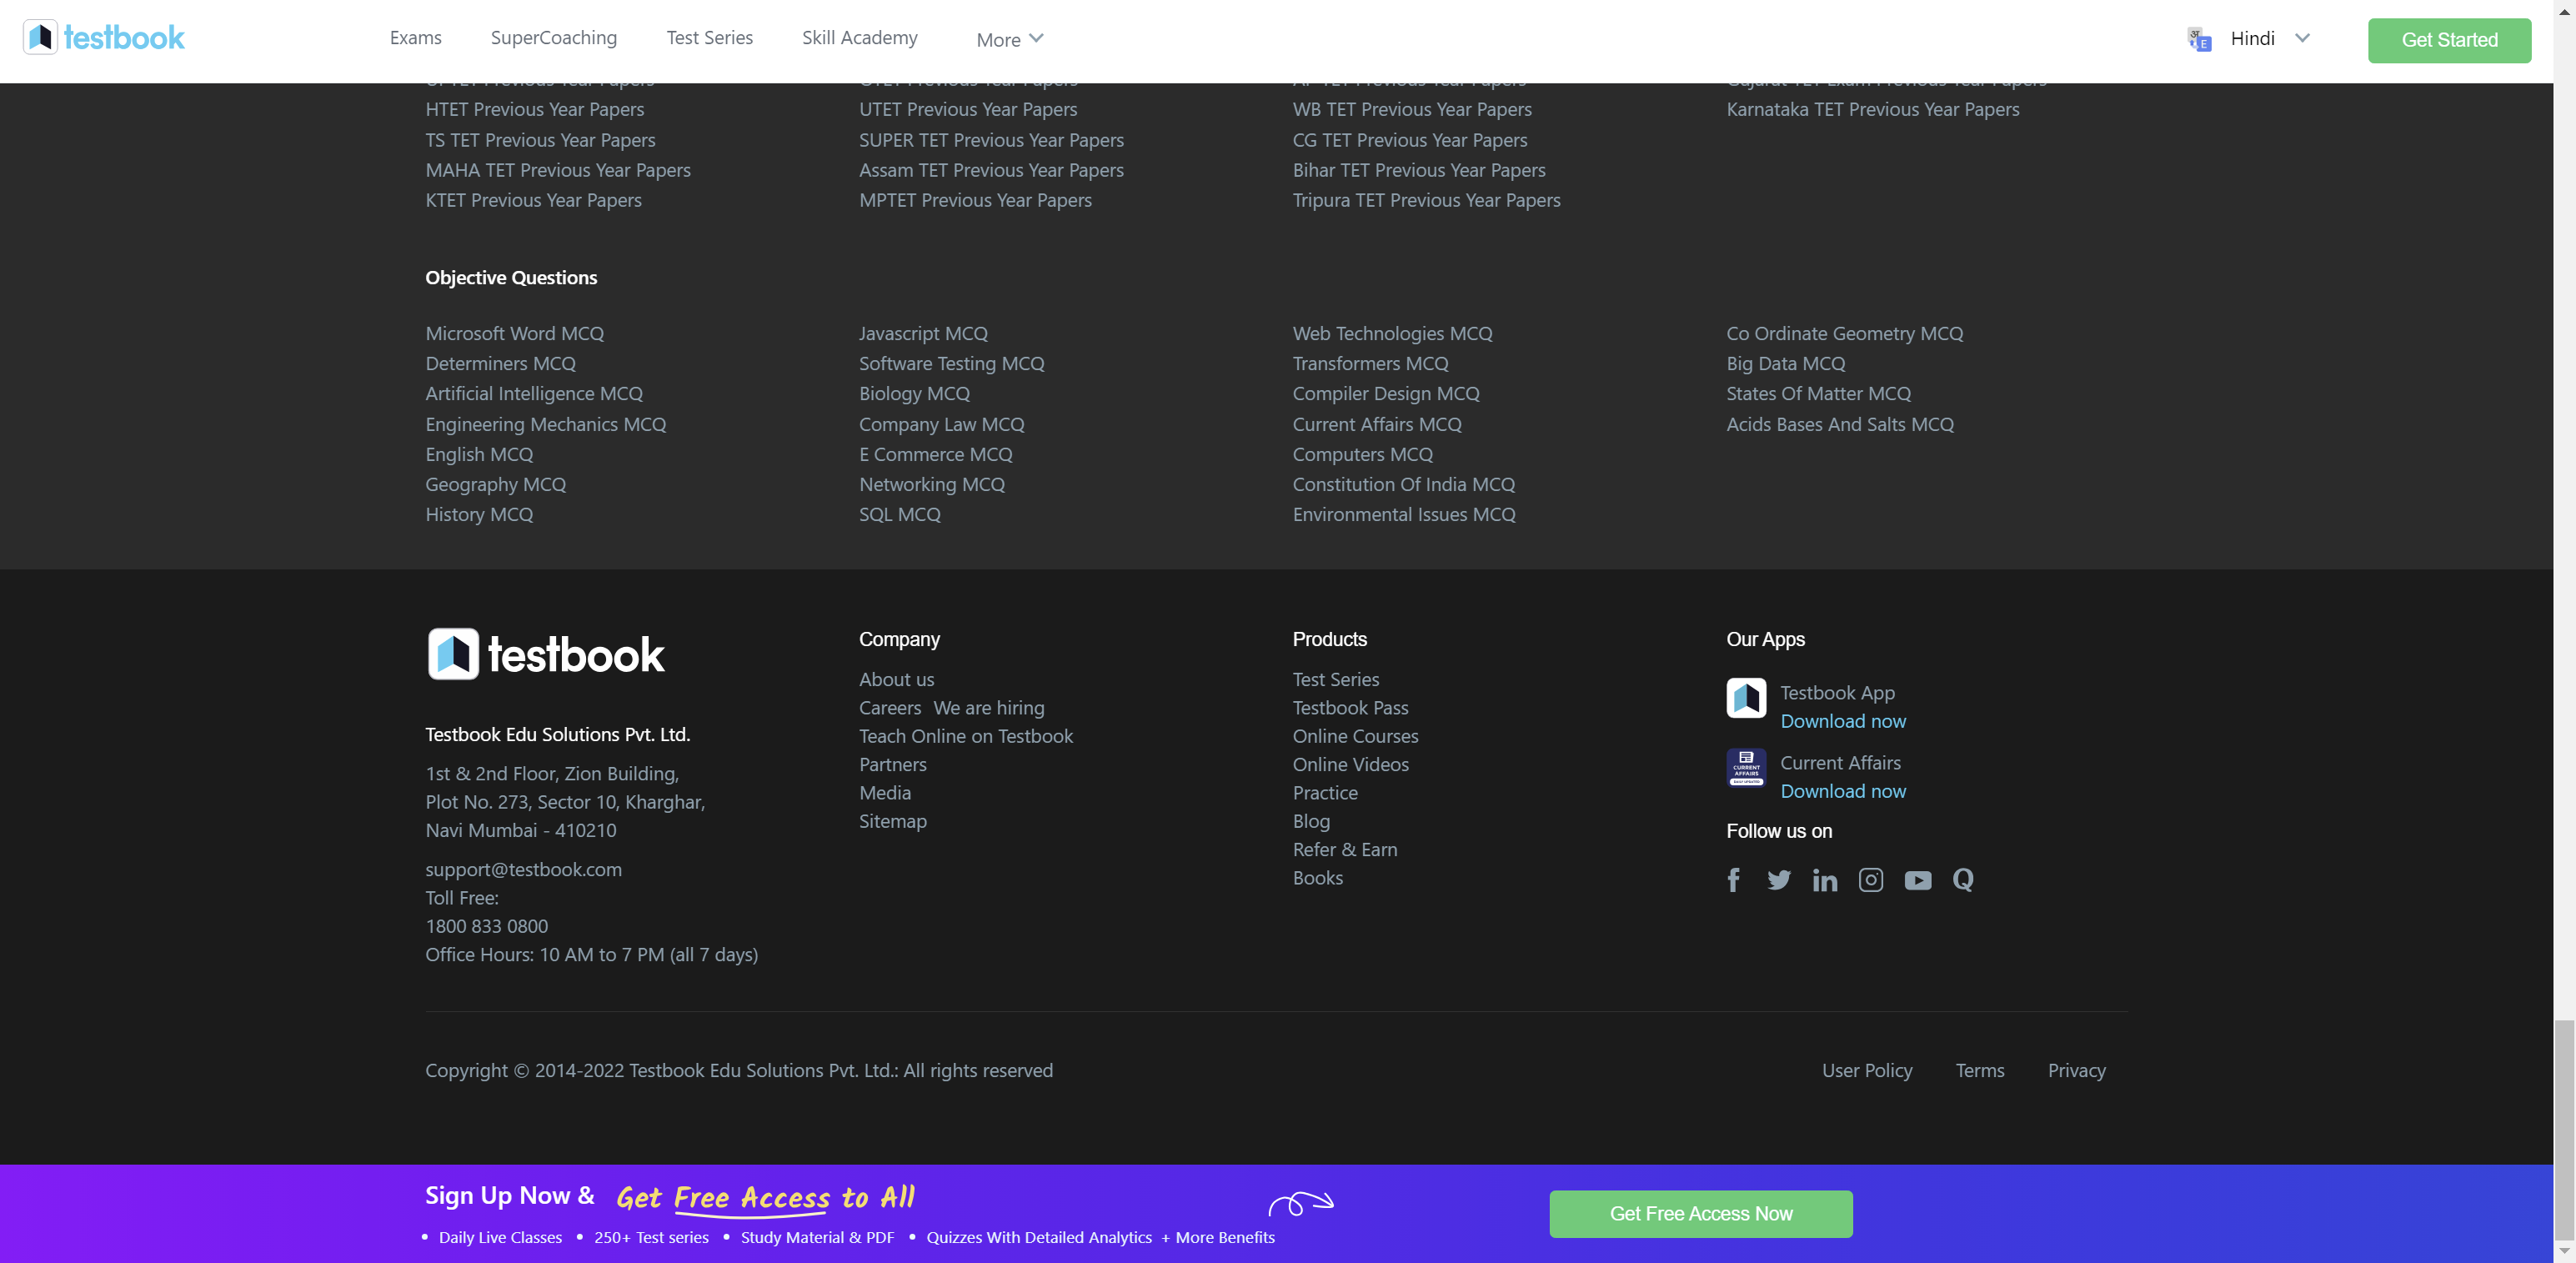 testbook
Exams SuperCoaching Test Series Skill Academy More
Hindi
Get Started
HTET Previous Year Papers
TS TET Previous Year Papers
MAHA TET Previous Year Papers
KTET Previous Year Papers
UTET Previous Year Papers
SUPER TET Previous Year Papers
Assam TET Previous Year Papers
MPTET Previous Year Papers
WB TET Previous Year Papers
CG TET Previous Year Papers
Bihar TET Previous Year Papers
Tripura TET Previous Year Papers
Gujarat TET Exam Previous Year Papers
Karnataka TET Previous Year Papers
Objective Questions
Microsoft Word MCQ
Determiners MCQ
Artificial Intelligence MCQ
Engineering Mechanics MCQ
English MCQ
Geography MCQ
History MCQ
Javascript MCQ
Software Testing MCQ
Biology MCQ
Company Law MCQ
E Commerce MCQ
Networking MCQ
SQL MCQ
Web Technologies MCQ
Transformers MCQ
Compiler Design MCQ
Current Affairs MCQ
Computers MCQ
Constitution Of India MCQ
Environmental Issues MCQ
Co Ordinate Geometry MCQ
Big Data MCQ
States Of Matter MCQ
Acids Bases And Salts MCQ
testbook
Testbook Edu Solutions Pvt. Ltd.
1st & 2nd Floor, Zion Building,
Plot No. 273, Sector 10, Kharghar,
Navi Mumbai - 410210
support@testbook.com
Toll Free:
1800 833 0800
Office Hours: 10 AM to 7 PM (all 7 days)
Company
About us
Careers We are hiring
Teach Online on Testbook
Partners
Media
Sitemap
Products
Test Series
Testbook Pass
Online Courses
Online Videos
Practice
Blog
Refer & Earn
Books
Our Apps
Testbook App
Download now
CURRENT
AFFAIRS
Current Affairs
Download now
Follow us on
Copyright © 2014-2022 Testbook Edu Solutions Pvt. Ltd.: All rights reserved
User Policy Terms Privacy
Sign Up Now & Get Free Access to All
• Daily Live Classes • 250+ Test series • Study Material & PDF • Quizzes With Detailed Analytics + More Benefits
Get Free Access Now